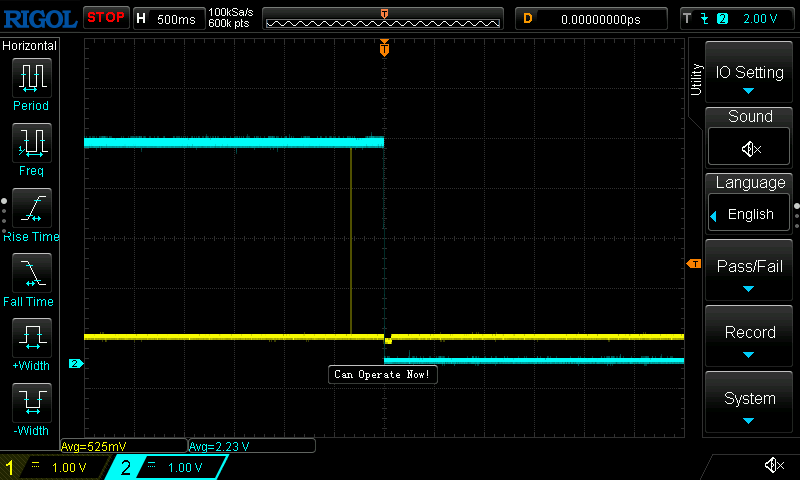 RIGOL STOP H 500ms 100kSa/s 600k pts T D 0.00000000ps T 2 2.00 V
Horizontal
Period
Freq
Rise Time
Fall Time
+Width
-Width
T
T
2
Can Operate Now!
Avg=525mV Avg=2.23 V
1 1.00 V 2 1.00 V
Utility
IO Setting
Sound
Language
English
Pass/Fail
Record
System